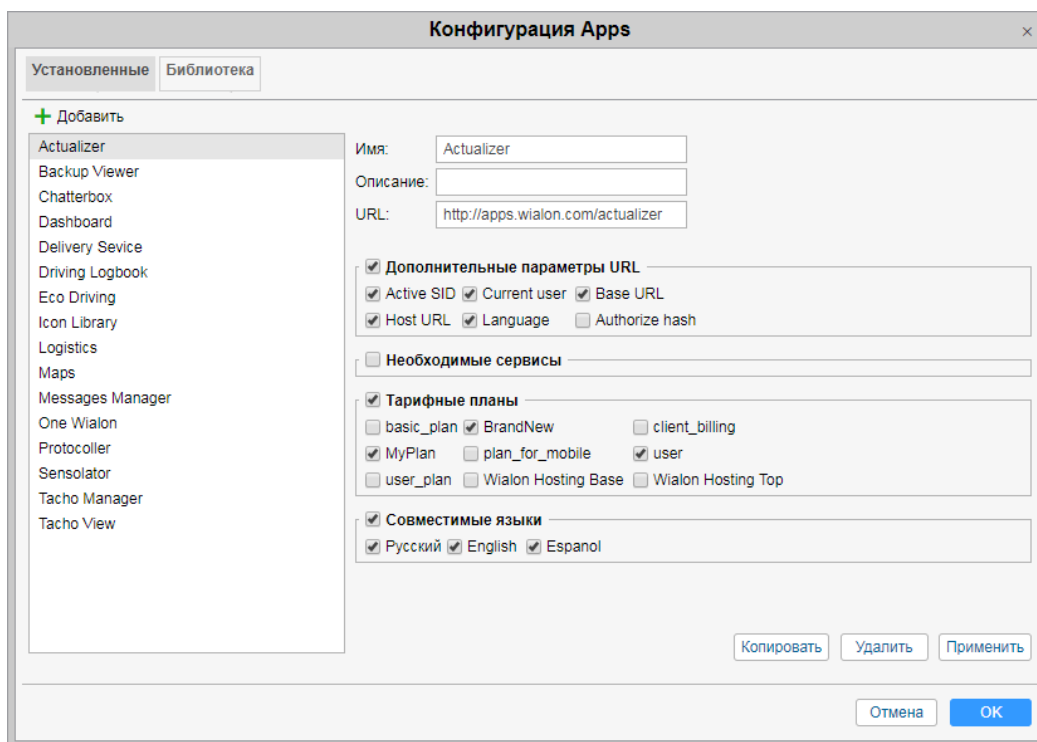 Конфигурация Apps ×
Установленные Библиотека
+ Добавить
Actualizer
Backup Viewer
Chatterbox
Dashboard
Delivery Sevice
Driving Logbook
Eco Driving
Icon Library
Logistics
Maps
Messages Manager
One Wialon
Protocoller
Sensolator
Tacho Manager
Tacho View
Имя: Actualizer
Описание:
URL: http://apps.wialon.com/actualizer
Дополнительные параметры URL
Active SID Current user Base URL
Host URL Language Authorize hash
Необходимые сервисы
Тарифные планы
basic_plan BrandNew client_billing
MyPlan plan_for_mobile user
user_plan Wialon Hosting Base Wialon Hosting Top
Совместимые языки
Русский English Espanol
Копировать Удалить Применить
Отмена OK